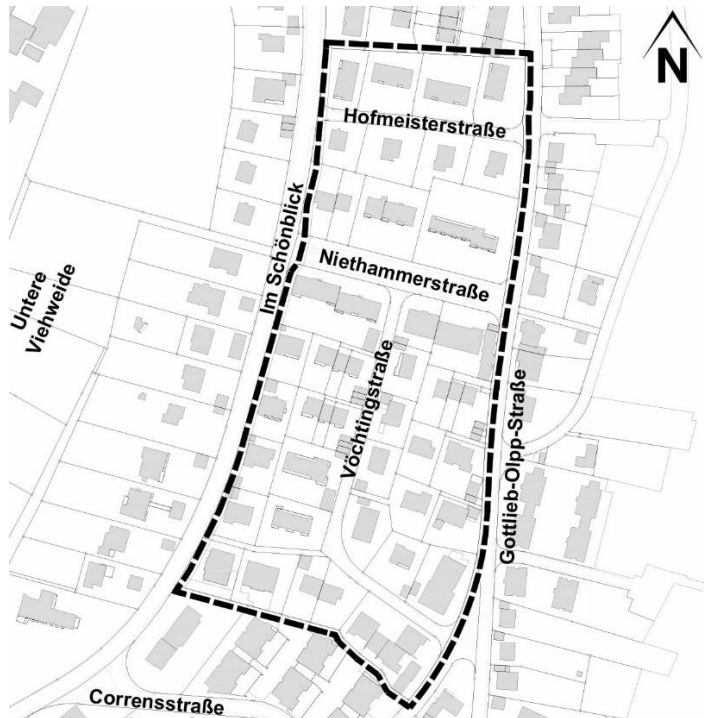 N
Hofmeisterstraße
Im Schönblick
Niethammerstraße
Untere
Viehweide
Vöchtingstraße
Gottlieb-Olpp-Straße
Corrensstraße